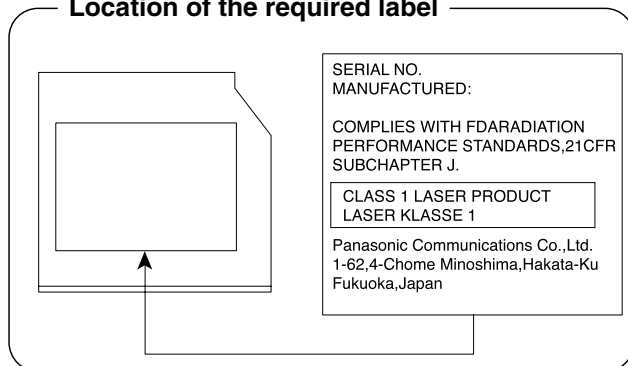 Location of the required label
SERIAL NO.
MANUFACTURED:
COMPLIES WITH FDARADIATION
PERFORMANCE STANDARDS,21CFR
SUBCHAPTER J.
CLASS 1 LASER PRODUCT
LASER KLASSE 1
Panasonic Communications Co.,Ltd.
1-62,4-Chome Minoshima,Hakata-Ku
Fukuoka,Japan